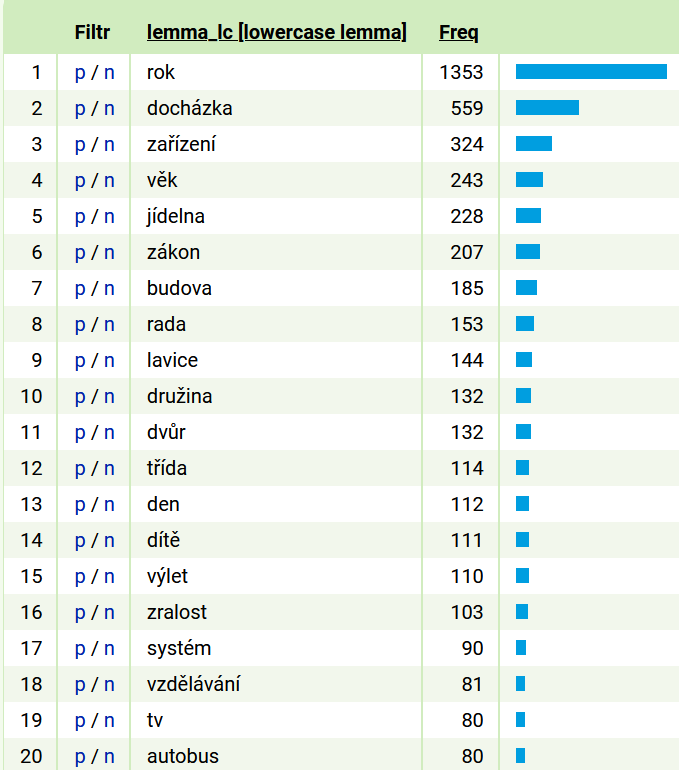 Filtr lemma_lc [lowercase lemma] Freq
1 p / n rok 1353
2 p / n docházka 559
3 p / n zařízení 324
4 p / n věk 243
5 p / n jídelna 228
6 p / n zákon 207
7 p / n budova 185
8 p / n rada 153
9 p / n lavice 144
10 p / n družina 132
11 p / n dvůr 132
12 p / n třída 114
13 p / n den 112
14 p / n dítě 111
15 p / n výlet 110
16 p / n zralost 103
17 p / n systém 90
18 p / n vzdělávání 81
19 p / n tv 80
20 p / n autobus 80